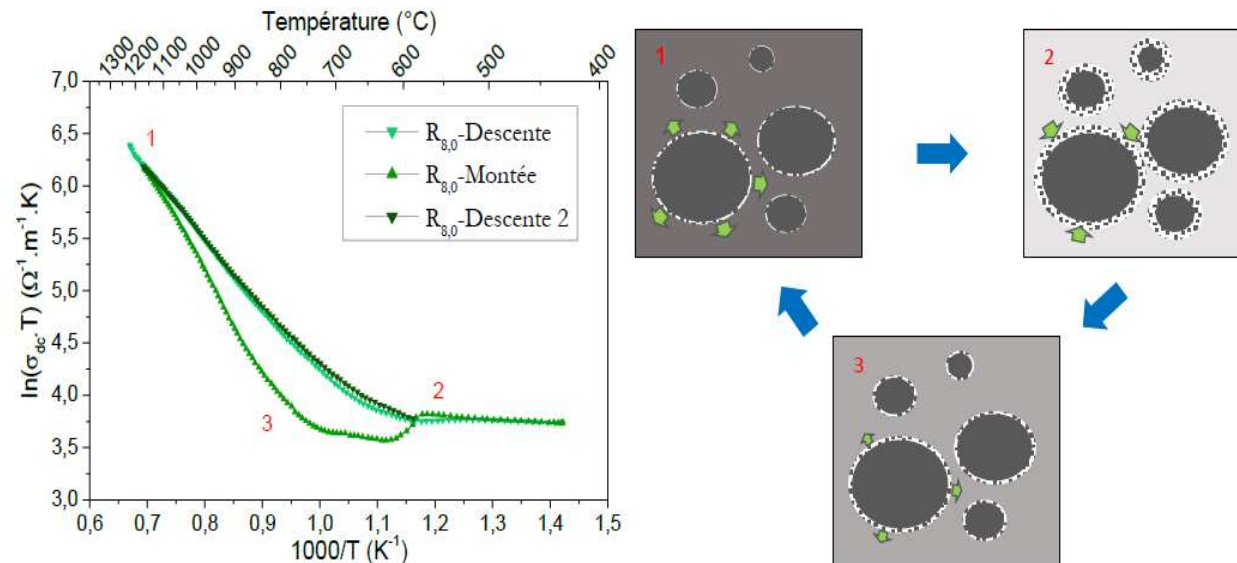 Température (°C)
1300 1200 1100 1000 900 800 700 600 500 400
7,0
6,5
6,0
5,5
5,0
4,5
4,0
3,5
3,0
ln(σdc.T) (Ω⁻¹.m⁻¹.K)
R8,0-Descente
R8,0-Montée
R8,0-Descente 2
1
2
3
0,6 0,7 0,8 0,9 1,0 1,1 1,2 1,3 1,4 1,5
1000/T (K⁻¹)
1
2
3